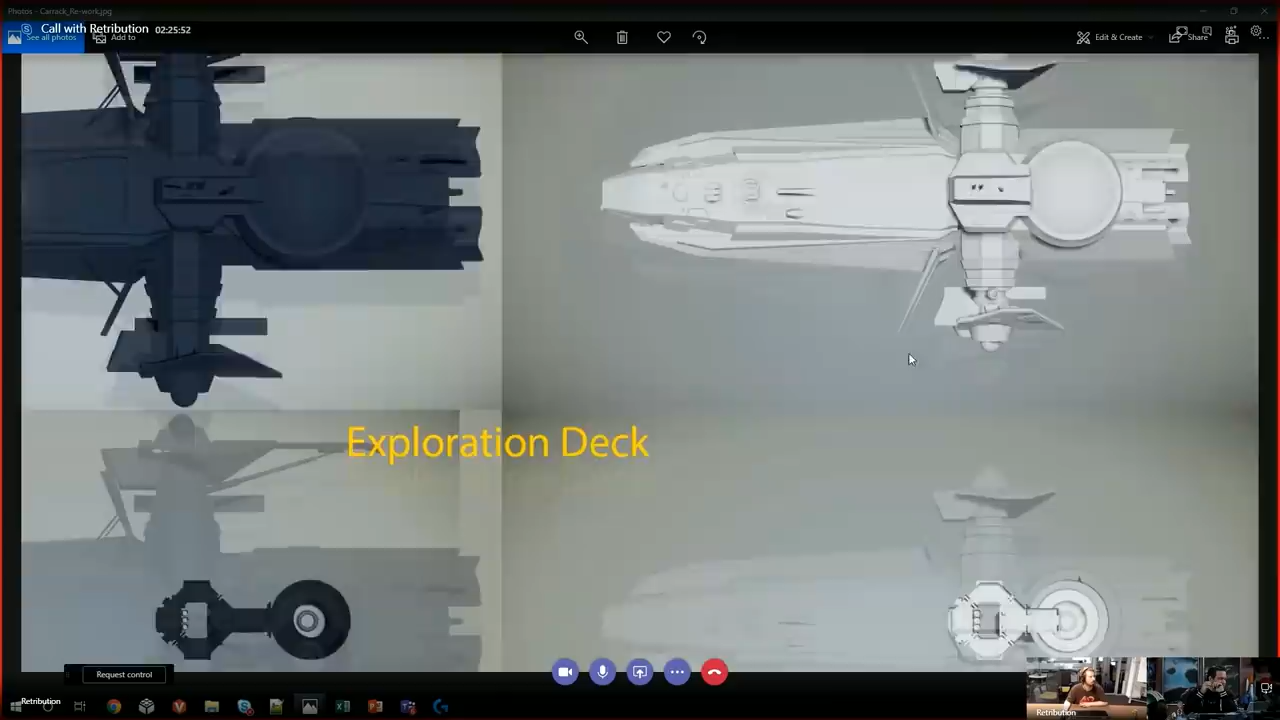 Photos - Carrack_Re-work.jpg
Call with Retribution 02:25:52
See all photos
Add to
Edit & Create
Share
Exploration Deck
Request control
Retribution
Retribution